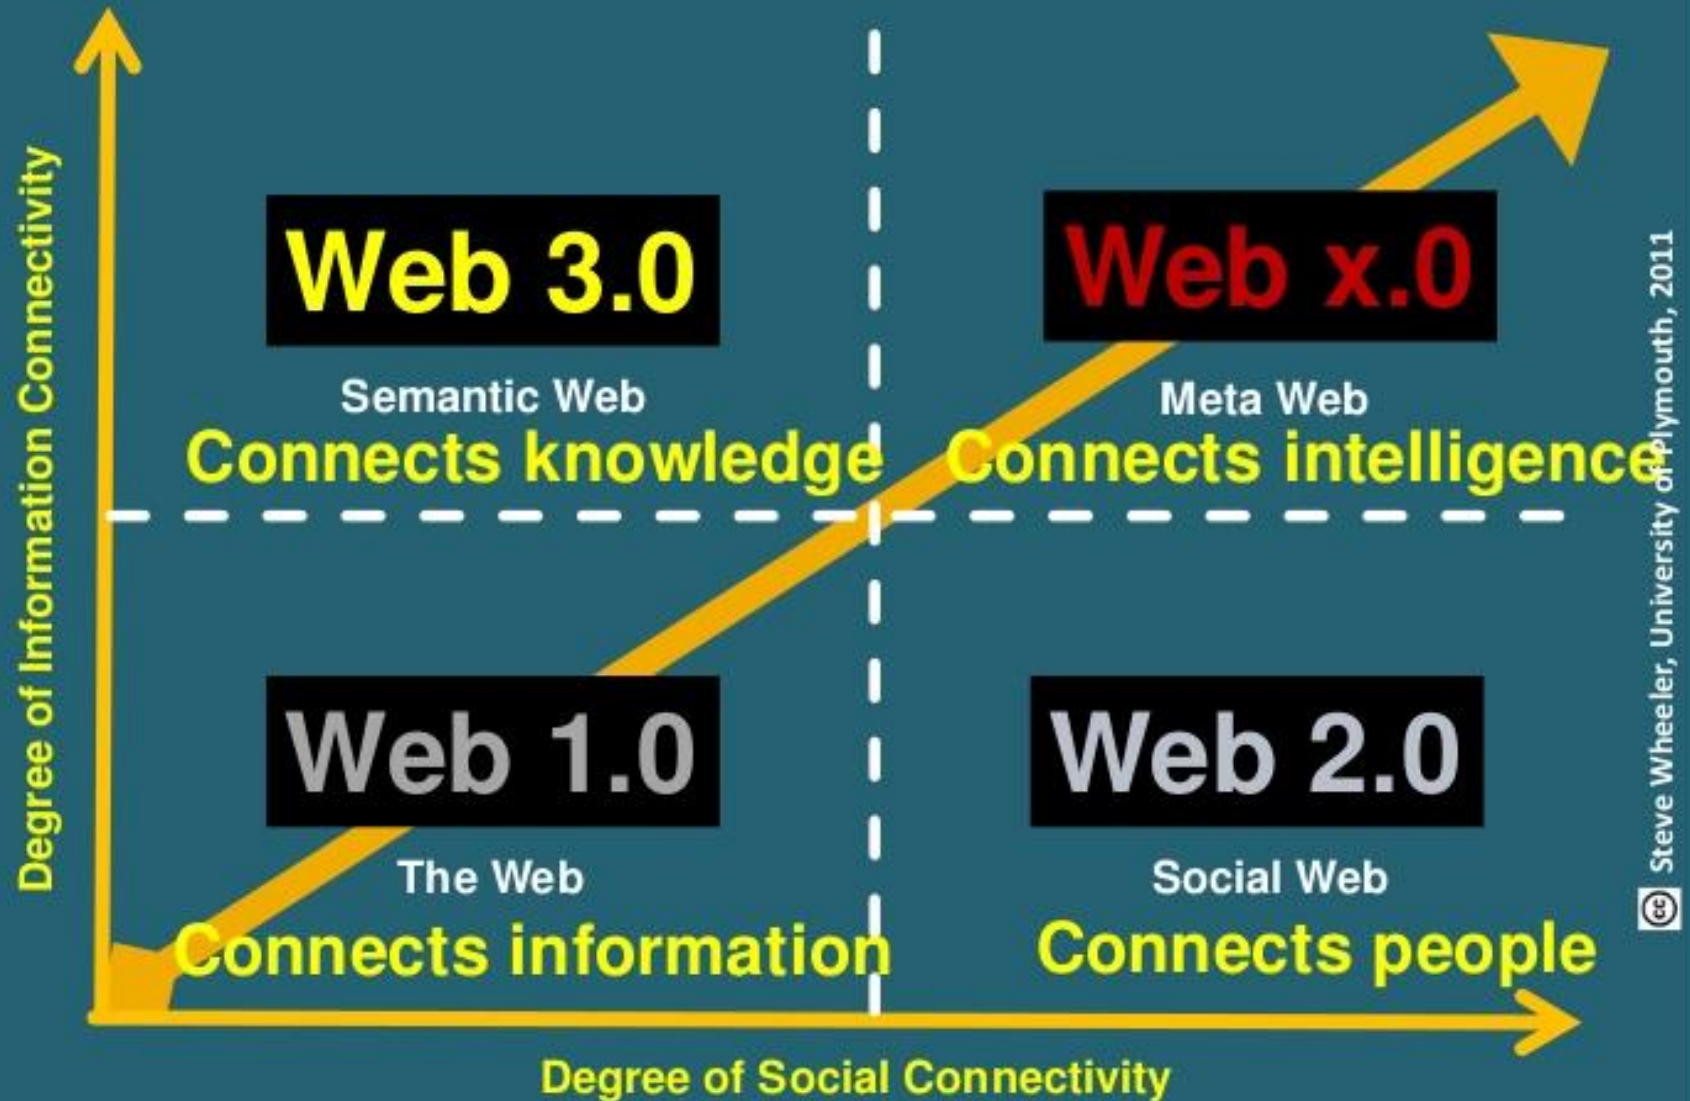 Degree of Information Connectivity
Web 3.0
Semantic Web
Connects knowledge
Web x.0
Meta Web
Connects intelligence
Web 1.0
The Web
Connects information
Web 2.0
Social Web
Connects people
Degree of Social Connectivity
cc Steve Wheeler, University of Plymouth, 2011